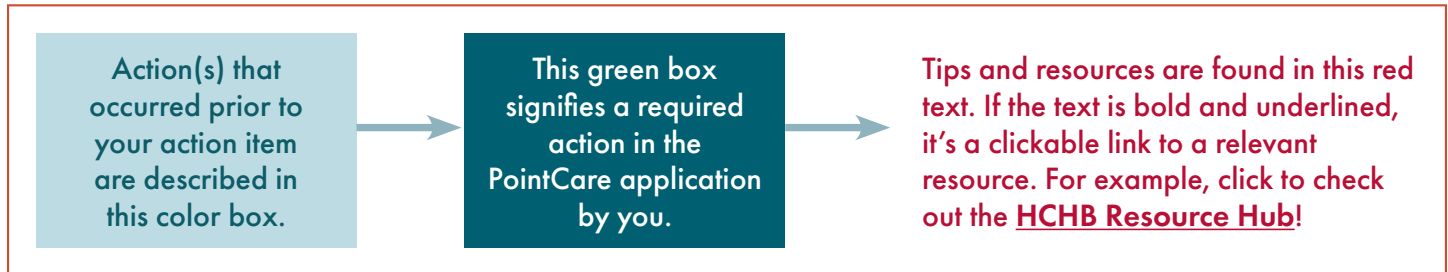 Action(s) that
occurred prior to
your action item
are described in
this color box.
This green box
signifies a required
action in the
PointCare application
by you.
Tips and resources are found in this red
text. If the text is bold and underlined,
it's a clickable link to a relevant
resource. For example, click to check
out the HCHB Resource Hub!